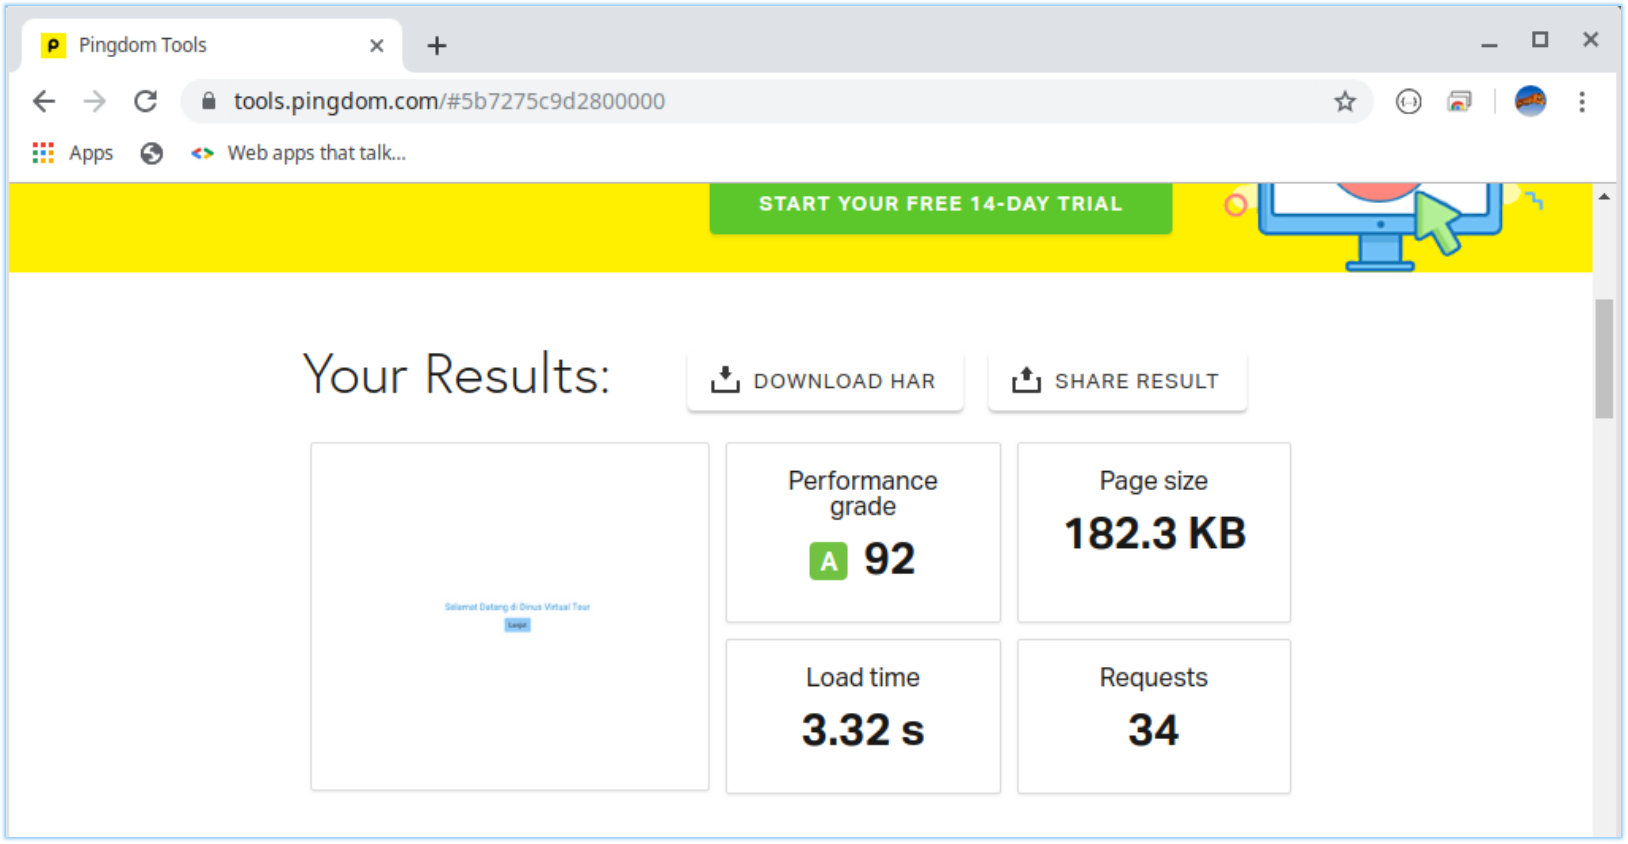 Pingdom Tools
tools.pingdom.com/#5b7275c9d2800000
Apps
Web apps that talk...
START YOUR FREE 14-DAY TRIAL
Your Results:
DOWNLOAD HAR
SHARE RESULT
Selamat Datang di Dinus Virtual Tour
Lanjut
Performance
grade
A 92
Page size
182.3 KB
Load time
3.32 s
Requests
34